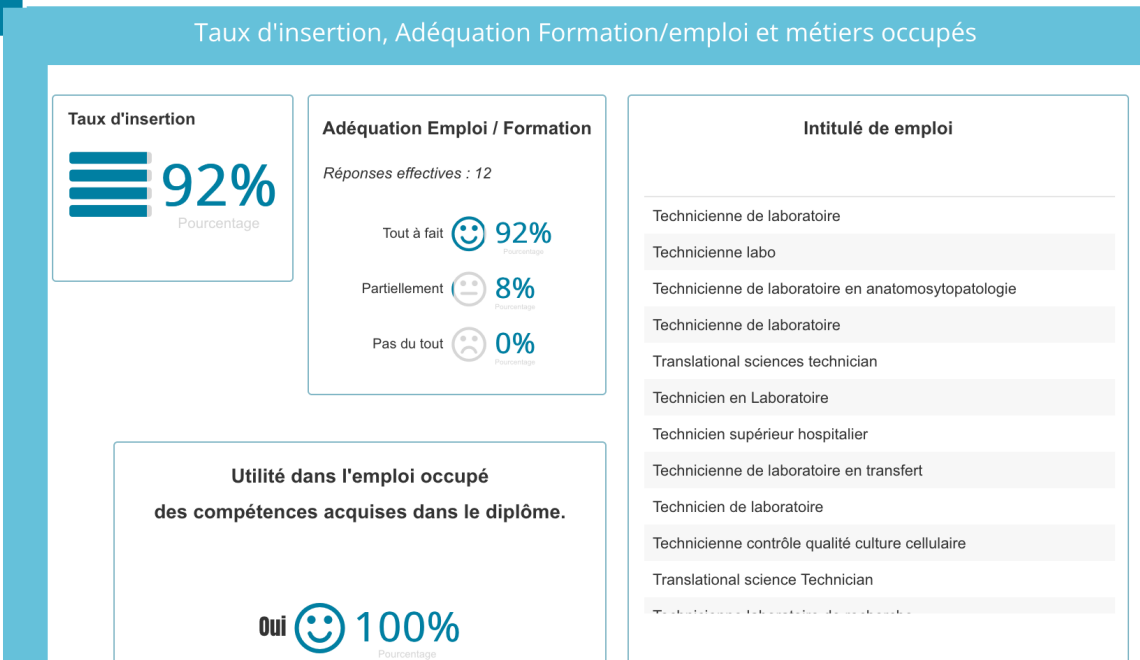 Taux d'insertion, Adéquation Formation/emploi et métiers occupés
Taux d'insertion
92%
Pourcentage
Adéquation Emploi / Formation
Réponses effectives : 12
Tout à fait 92%
Pourcentage
Partiellement 8%
Pourcentage
Pas du tout 0%
Pourcentage
Utilité dans l'emploi occupé
des compétences acquises dans le diplôme.
Oui 100%
Pourcentage
Intitulé de emploi
Technicienne de laboratoire
Technicienne labo
Technicienne de laboratoire en anatomosytopatologie
Technicienne de laboratoire
Translational sciences technician
Technicien en Laboratoire
Technicien supérieur hospitalier
Technicienne de laboratoire en transfert
Technicien de laboratoire
Technicienne contrôle qualité culture cellulaire
Translational science Technician